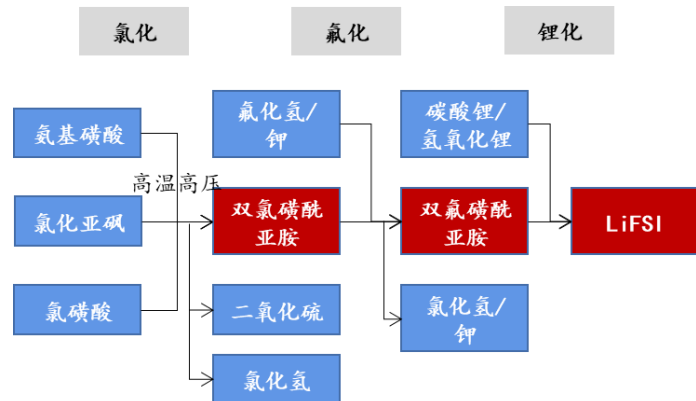 氯化
氟化
锂化
氨基磺酸
氟化氢/
钾
碳酸锂/
氢氧化锂
高温高压
氯化亚砜
双氯磺酰
亚胺
双氟磺酰
亚胺
LiFSI
氯磺酸
二氧化硫
氯化氢/
钾
氯化氢